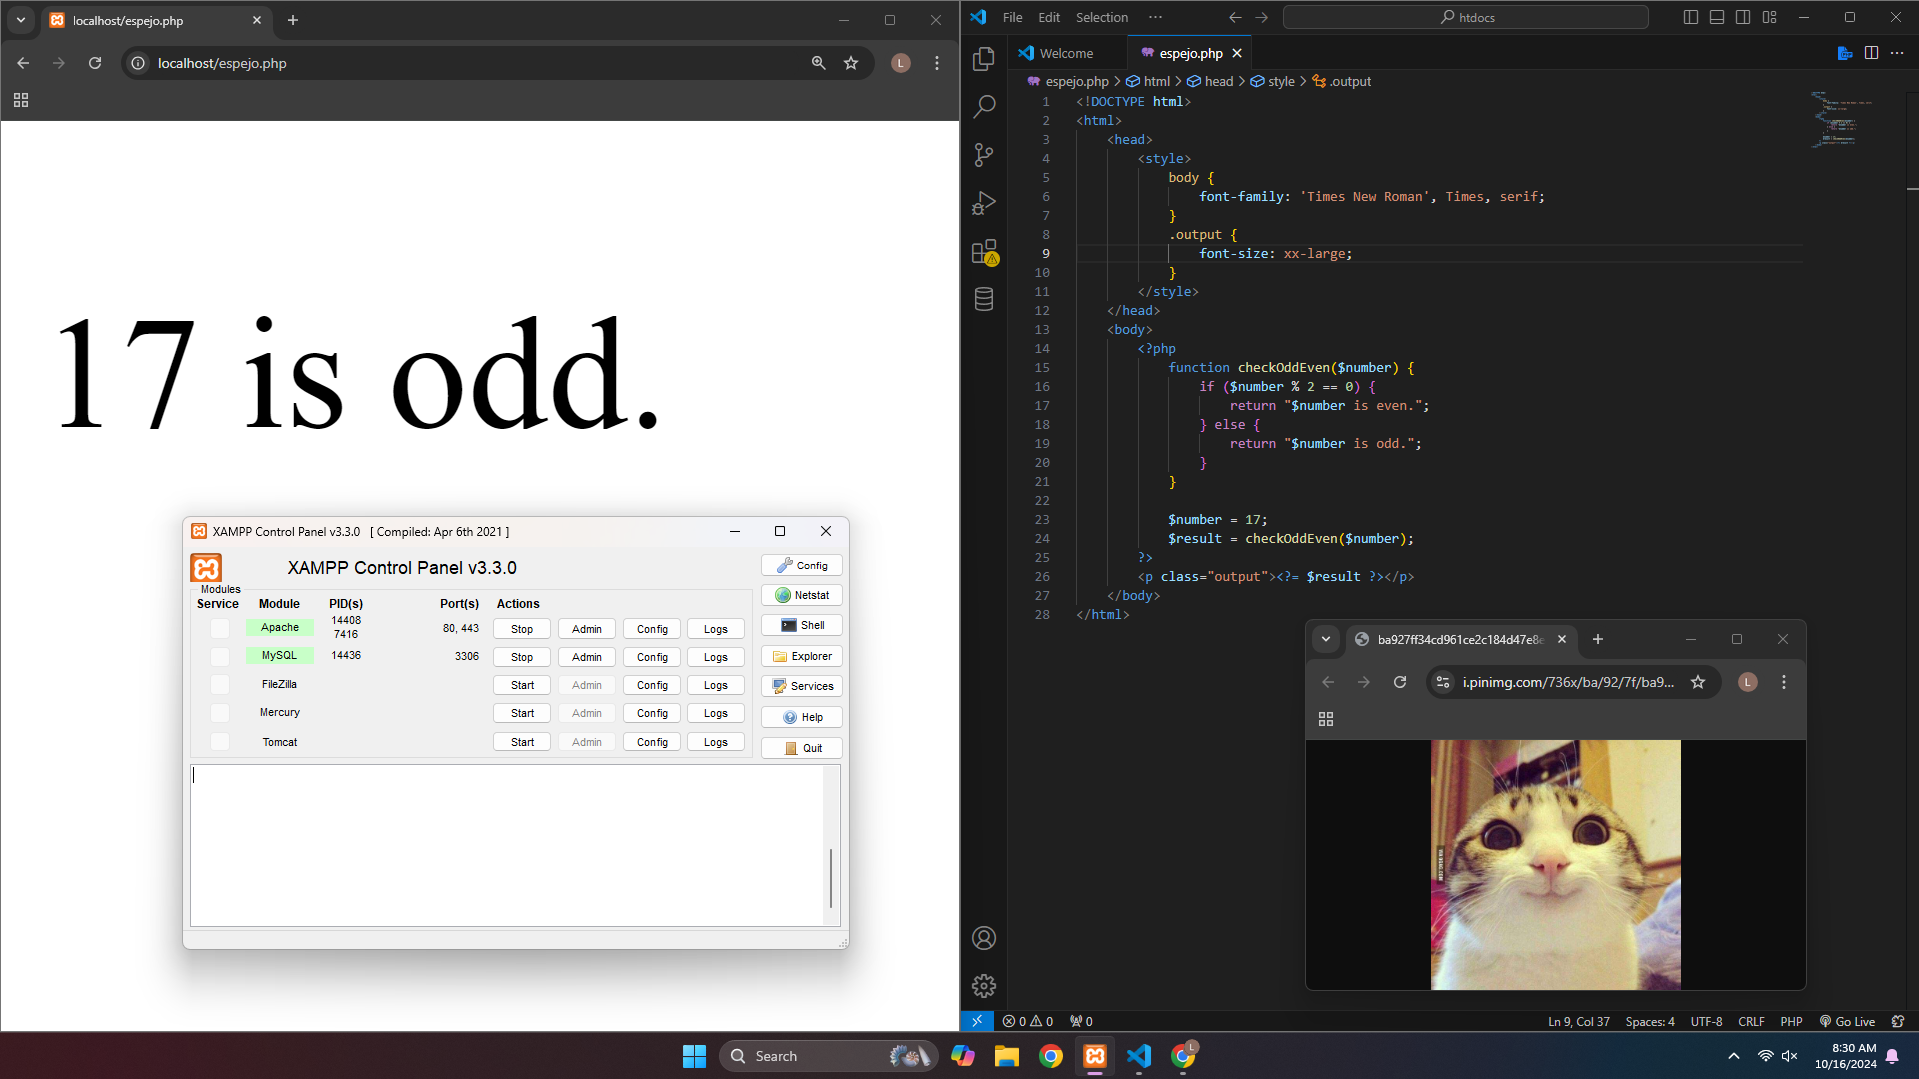 localhost/espejo.php
localhost/espejo.php
L
17 is odd.
XAMPP Control Panel v3.3.0 [ Compiled: Apr 6th 2021 ]
XAMPP Control Panel v3.3.0
Modules
Service Module PID(s) Port(s) Actions
Apache 14408 7416 80, 443 Stop Admin Config Logs
MySQL 14436 3306 Stop Admin Config Logs
FileZilla Start Admin Config Logs
Mercury Start Admin Config Logs
Tomcat Start Admin Config Logs
Config
Netstat
Shell
Explorer
Services
Help
Quit
File Edit Selection ···
htdocs
Welcome espejo.php
espejo.php > html > head > style > .output
1 <!DOCTYPE html>
2 <html>
3 <head>
4 <style>
5 body {
6 font-family: 'Times New Roman', Times, serif;
7 }
8 .output {
9 font-size: xx-large;
10 }
11 </style>
12 </head>
13 <body>
14 <?php
15 function checkOddEven($number) {
16 if ($number % 2 == 0) {
17 return "$number is even.";
18 } else {
19 return "$number is odd.";
20 }
21 }
22
23 $number = 17;
24 $result = checkOddEven($number);
25 ?>
26 <p class="output"><?= $result ?></p>
27 </body>
28 </html>
ba927ff34cd961ce2c184d47e8e
i.pinimg.com/736x/ba/92/7f/ba9...
L
0 0 0
Ln 9, Col 37 Spaces: 4 UTF-8 CRLF PHP Go Live
Search
L
8:30 AM
10/16/2024